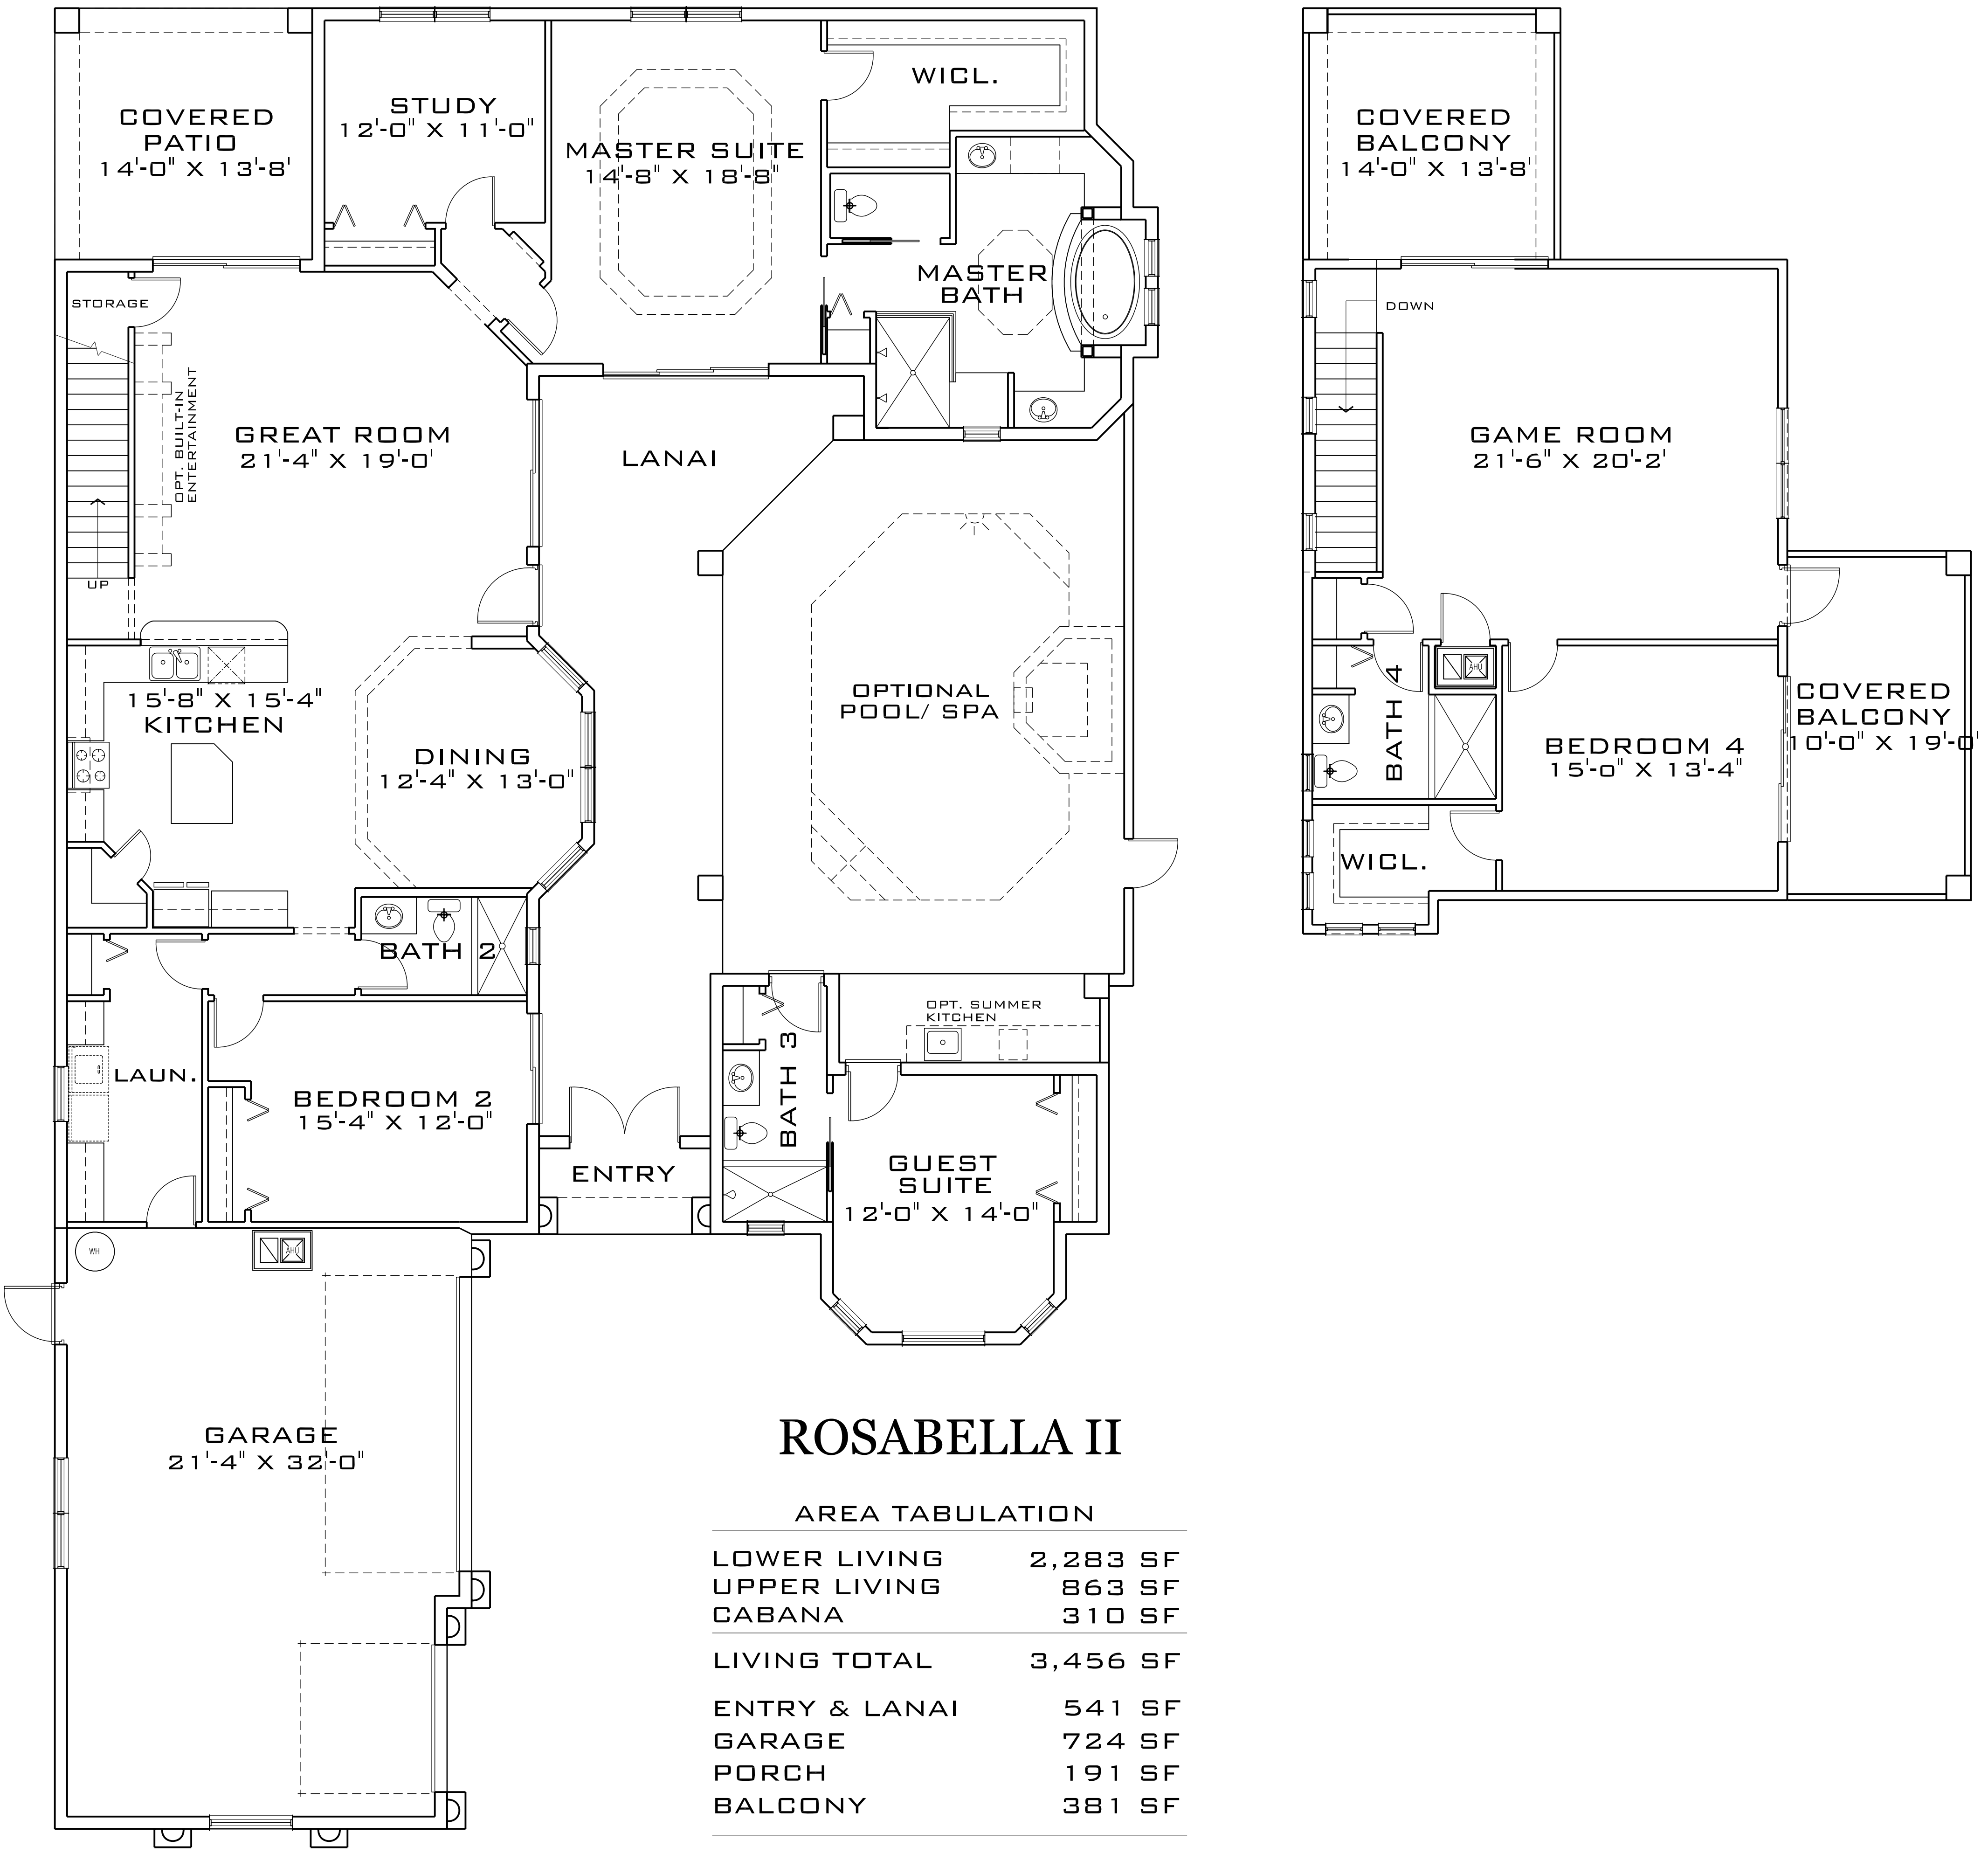 COVERED
PATIO
14'-0" X 13'-8'
STUDY
12'-0" X 11'-0"
MASTER SUITE
14'-8" X 18'-8"
WICL.
MASTER
BATH
STORAGE
OPT. BUILT-IN
ENTERTAINMENT
GREAT ROOM
21'-4" X 19'-0'
UP
LANAI
15'-8" X 15'-4"
KITCHEN
DINING
12'-4" X 13'-0"
OPTIONAL
POOL/ SPA
BATH 2
LAUN.
BEDROOM 2
15'-4" X 12'-0"
ENTRY
BATH 3
OPT. SUMMER
KITCHEN
GUEST
SUITE
12'-0" X 14'-0"
WH
AHU
GARAGE
21'-4" X 32'-0"
COVERED
BALCONY
14'-0" X 13'-8'
DOWN
GAME ROOM
21'-6" X 20'-2'
AHU
BATH 4
BEDROOM 4
15'-0" X 13'-4"
COVERED
BALCONY
10'-0" X 19'-0'
WICL.
ROSABELLA II
AREA TABULATION
LOWER LIVING 2,283 SF
UPPER LIVING 863 SF
CABANA 310 SF
LIVING TOTAL 3,456 SF
ENTRY & LANAI 541 SF
GARAGE 724 SF
PORCH 191 SF
BALCONY 381 SF